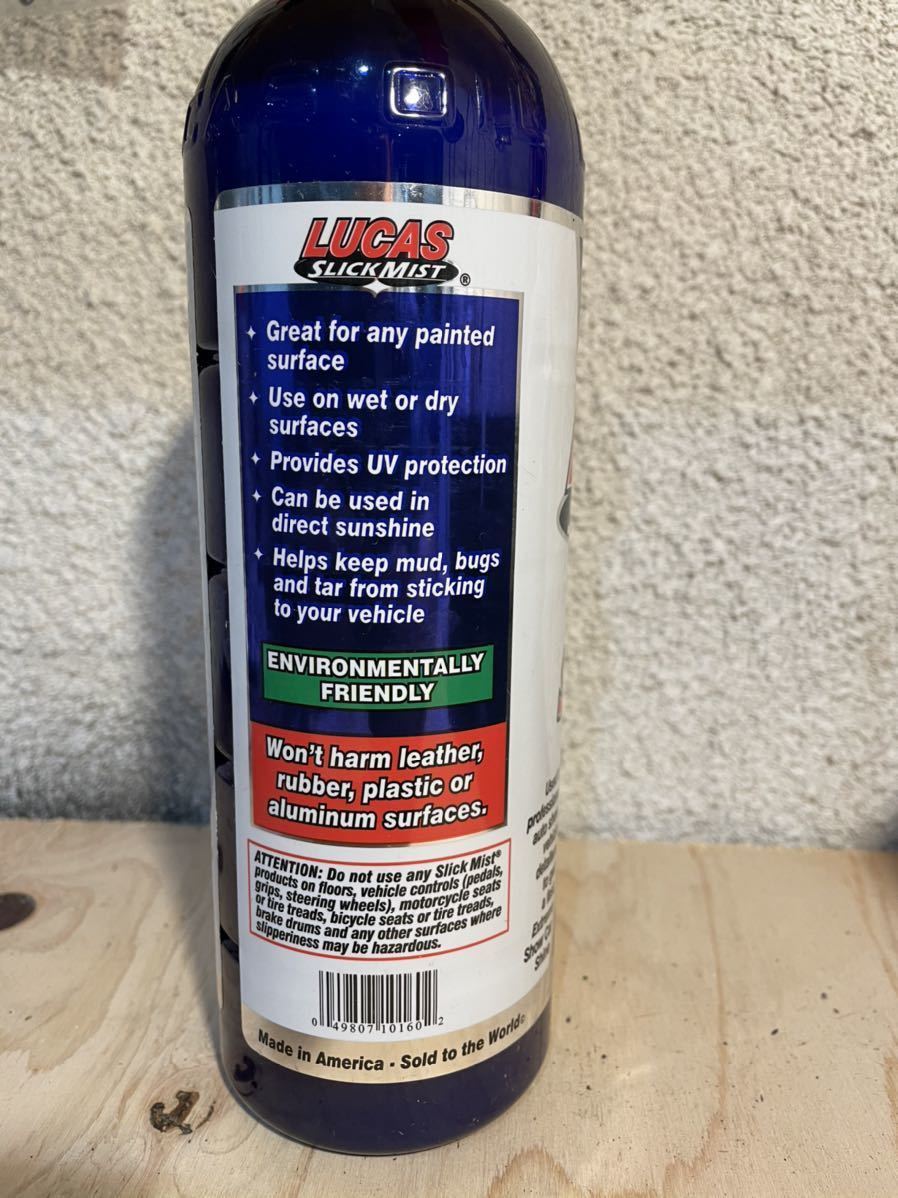 LUCAS
SLICK MIST ®
Great for any painted
surface
Use on wet or dry
surfaces
Provides UV protection
Can be used in
direct sunshine
Helps keep mud, bugs
and tar from sticking
to your vehicle
ENVIRONMENTALLY
FRIENDLY
Won't harm leather,
rubber, plastic or
aluminum surfaces.
ATTENTION: Do not use any Slick Mist®
products on floors, vehicle controls (pedals,
grips, steering wheels), motorcycle seats
or tire treads, bicycle seats or tire treads,
brake drums and any other surfaces where
slipperiness may be hazardous.
0 49807 10160 2
Made in America • Sold to the World©